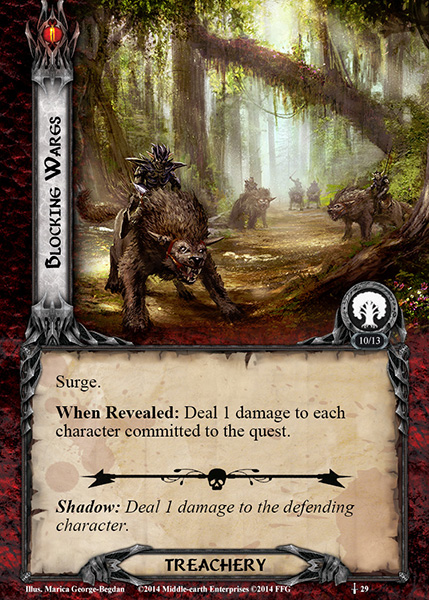 BLOCKING WARGS
10/13
Surge.
When Revealed: Deal 1 damage to each
character committed to the quest.
Shadow: Deal 1 damage to the defending
character.
TREACHERY
Illus. Marica George-Begdan ©2014 Middle-earth Enterprises ©2014 FFG 29